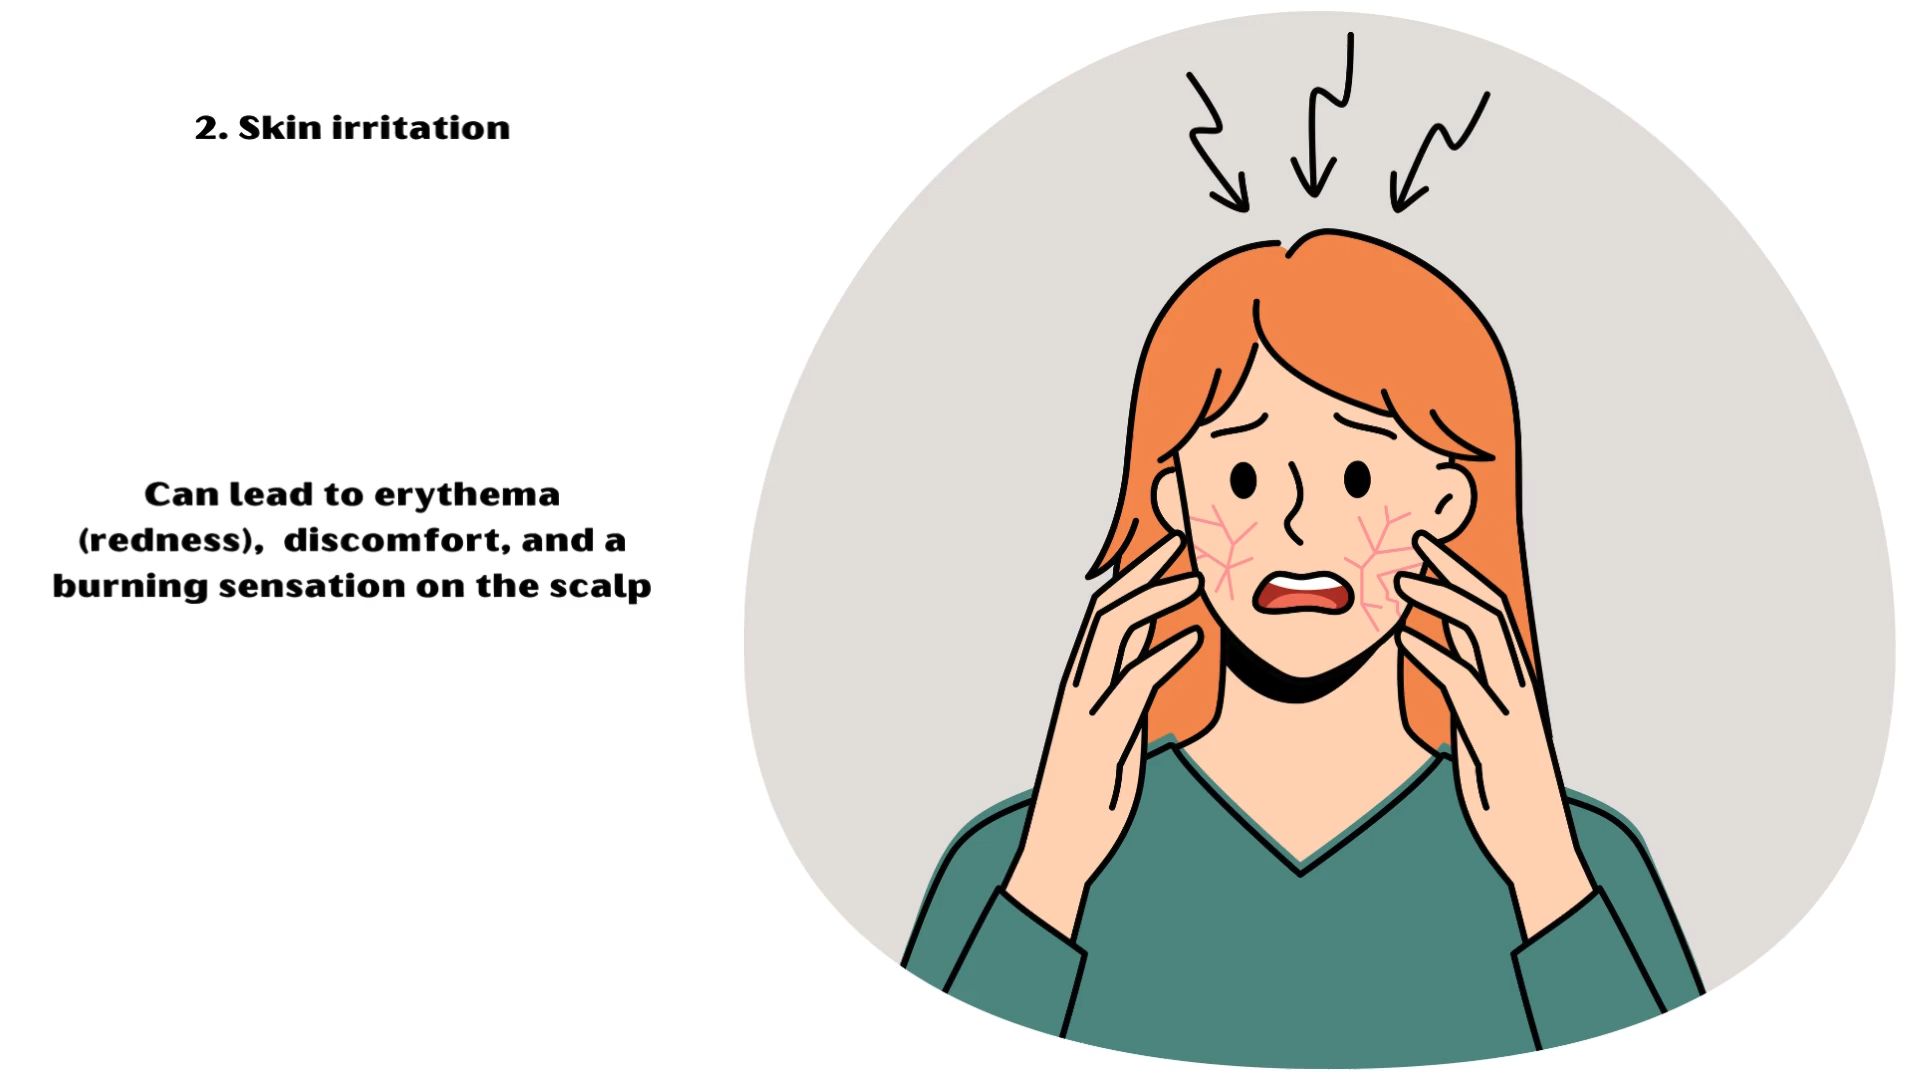 2. Skin irritation
Can lead to erythema
(redness),  discomfort, and a
burning sensation on the scalp